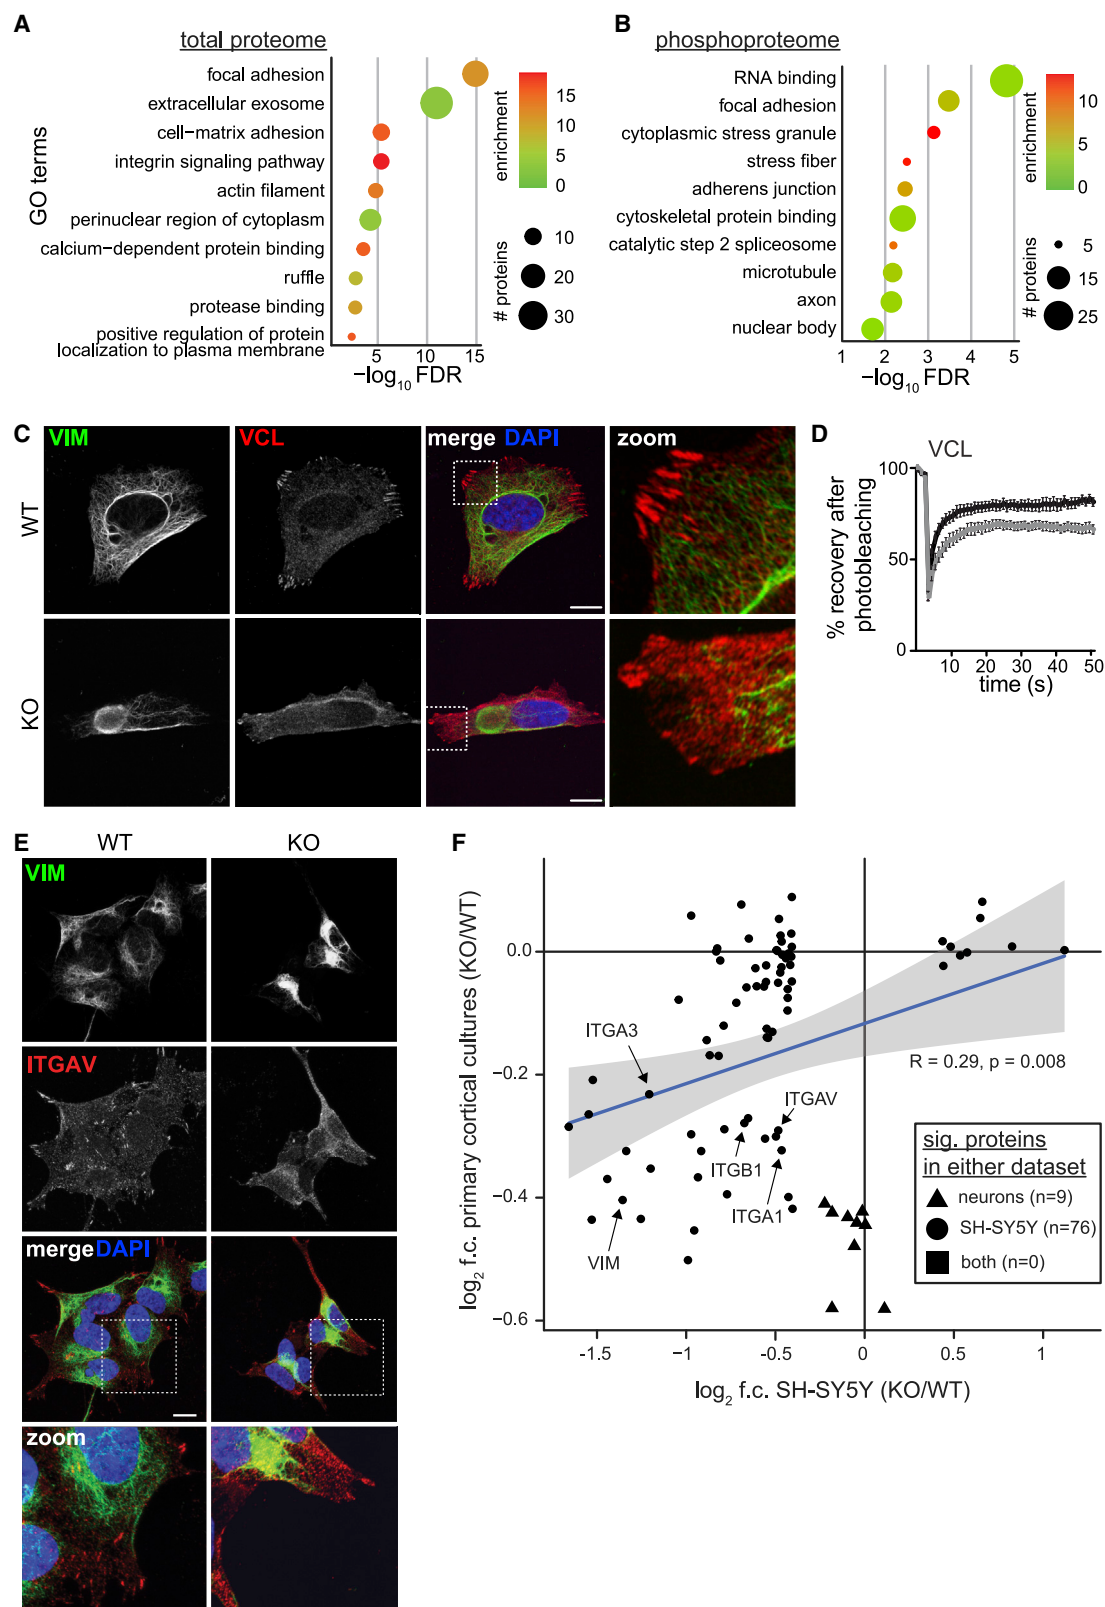 A
total proteome
GO terms
focal adhesion
extracellular exosome
cell-matrix adhesion
integrin signaling pathway
actin filament
perinuclear region of cytoplasm
calcium-dependent protein binding
ruffle
protease binding
positive regulation of protein
localization to plasma membrane
5 10 15
−log10 FDR
enrichment
15
10
5
0
# proteins
10
20
30
B
phosphoproteome
RNA binding
focal adhesion
cytoplasmic stress granule
stress fiber
adherens junction
cytoskeletal protein binding
catalytic step 2 spliceosome
microtubule
axon
nuclear body
1 2 3 4 5
−log10 FDR
enrichment
10
5
0
# proteins
5
15
25
C
VIM VCL merge DAPI zoom
WT
KO
D
VCL
% recovery after
photobleaching
100
50
0
10 20 30 40 50
time (s)
E
WT KO
VIM
ITGAV
merge DAPI
zoom
F
log2 f.c. primary cortical cultures (KO/WT)
0.0
-0.2
-0.4
-0.6
ITGA3
ITGAV
ITGB1
ITGA1
VIM
R = 0.29, p = 0.008
sig. proteins
in either dataset
neurons (n=9)
SH-SY5Y (n=76)
both (n=0)
-1.5 -1 -0.5 0 0.5 1
log2 f.c. SH-SY5Y (KO/WT)